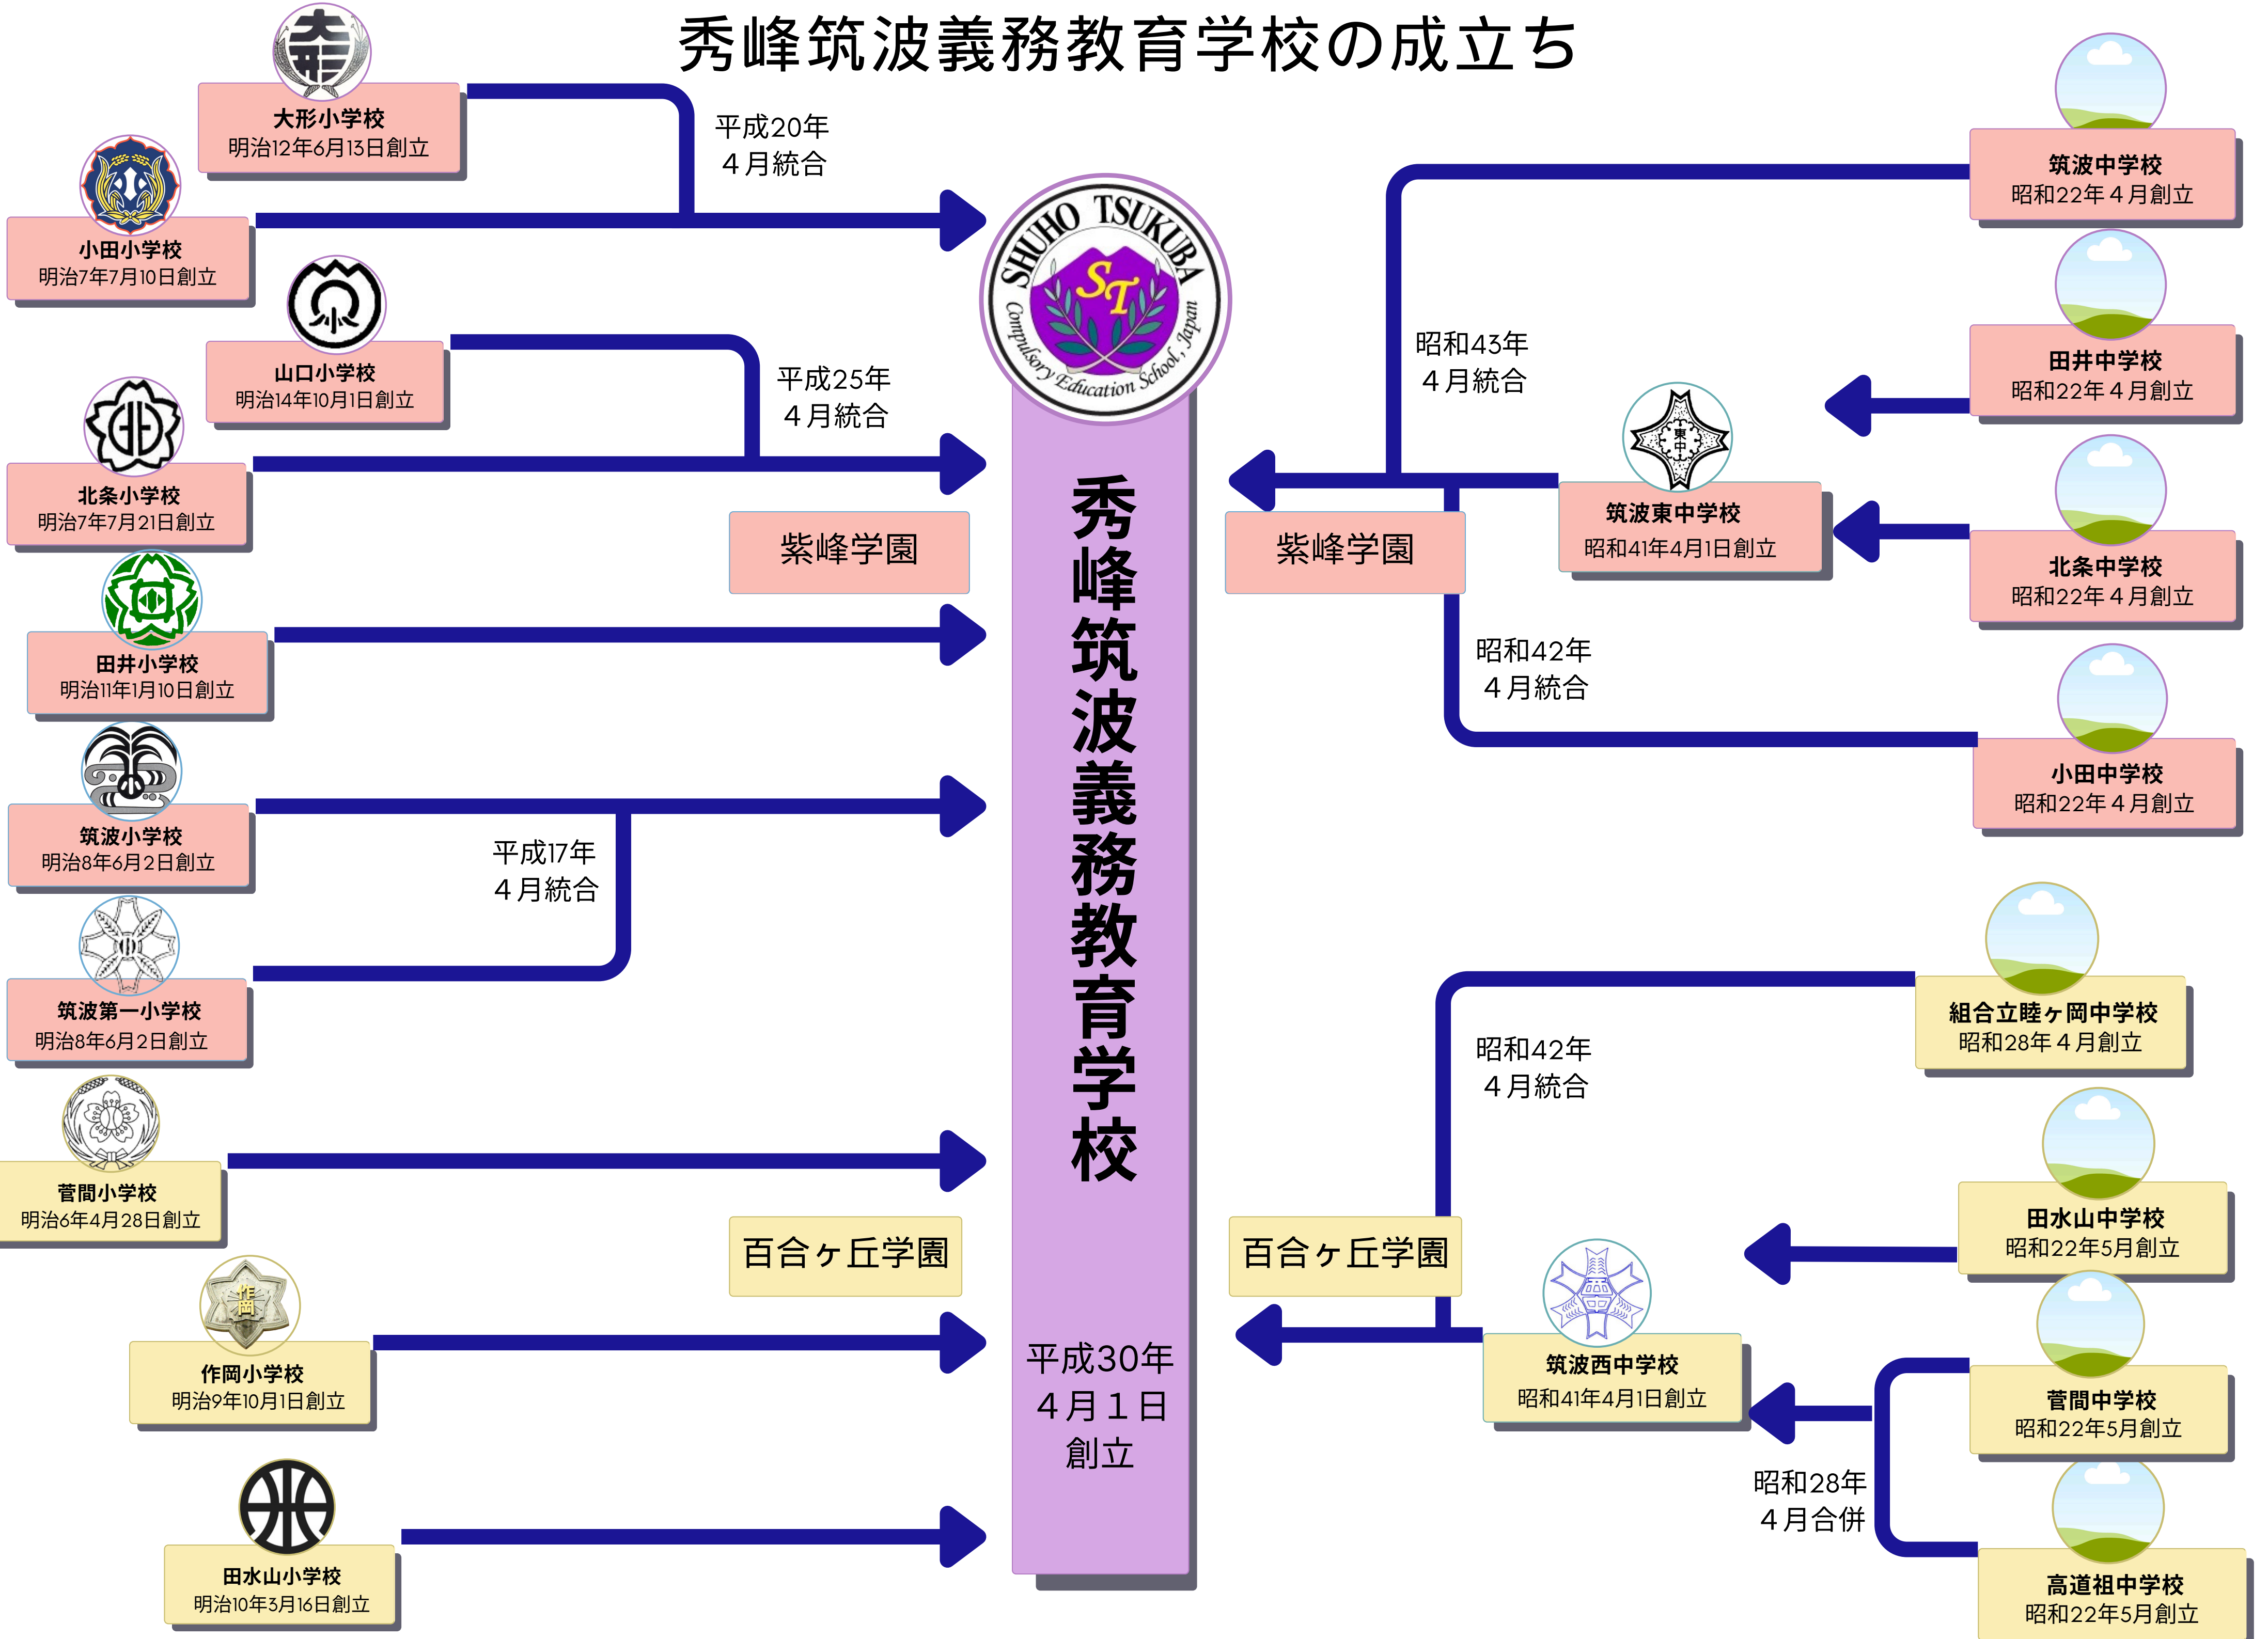 秀峰筑波義務教育学校の成立ち
大形
大形小学校
明治12年6月13日創立
平成20年
４月統合
小田小学校
明治7年7月10日創立
山口小学校
明治14年10月1日創立
平成25年
４月統合
北
北条小学校
明治7年7月21日創立
紫峰学園
田井小学校
明治11年1月10日創立
筑波小学校
明治8年6月2日創立
平成17年
４月統合
筑波第一小学校
明治8年6月2日創立
菅間小学校
明治6年4月28日創立
百合ヶ丘学園
作岡
作岡小学校
明治9年10月1日創立
田水山小学校
明治10年3月16日創立
SHUHO TSUKUBA
ST
Compulsory Education School, Japan
秀峰筑波義務教育学校
平成30年
４月１日
創立
筑波中学校
昭和22年４月創立
田井中学校
昭和22年４月創立
昭和43年
４月統合
東中
筑波東中学校
昭和41年4月1日創立
紫峰学園
北条中学校
昭和22年４月創立
昭和42年
４月統合
小田中学校
昭和22年４月創立
組合立睦ヶ岡中学校
昭和28年４月創立
昭和42年
４月統合
田水山中学校
昭和22年5月創立
百合ヶ丘学園
西中
筑波西中学校
昭和41年4月1日創立
菅間中学校
昭和22年5月創立
昭和28年
４月合併
高道祖中学校
昭和22年5月創立